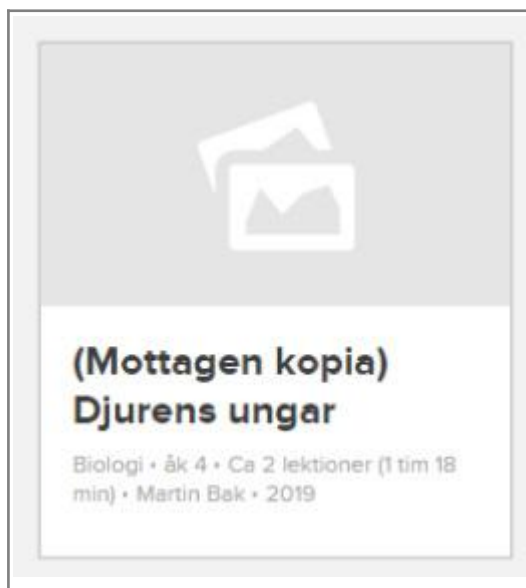 (Mottagen kopia)
Djurens ungar
Biologi • åk 4 • Ca 2 lektioner (1 tim 18
min) • Martin Bak • 2019